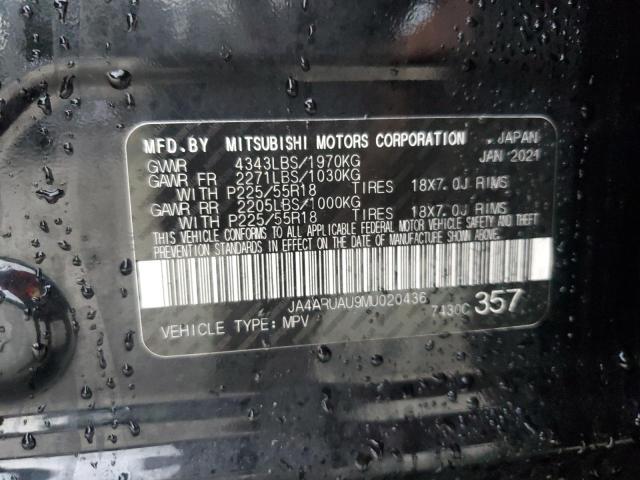 MFD.BY MITSUBISHI MOTORS CORPORATION JAPAN
GWWR 4343LBS/1970KG JAN 2021
GAWR FR 2271LBS/1030KG
WITH P225/55R18 TIRES 18X7.0J RIMS
GAWR RR 2205LBS/1000KG
WITH P225/55R18 TIRES 18X7.0J RIMS
THIS VEHICLE CONFORMS TO ALL APPLICABLE FEDERAL MOTOR VEHICLE SAFETY AND THEFT
PREVENTION STANDARDS IN EFFECT ON THE DATE OF MANUFACTURE SHOWN ABOVE.
JA4ARUAU9MU020436
VEHICLE TYPE: MPV 7430C 357